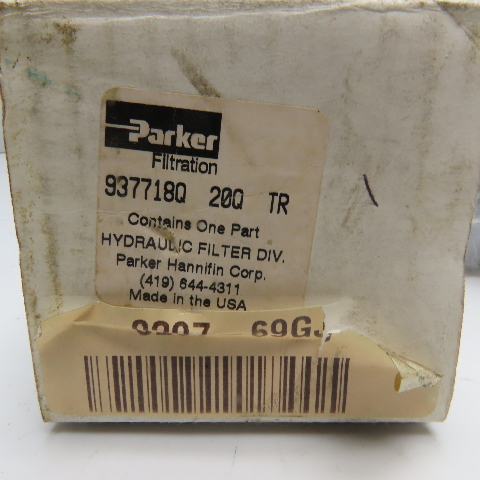 Parker
Filtration
937718Q 20Q TR
Contains One Part
HYDRAULIC FILTER DIV.
Parker Hannifin Corp.
(419) 644-4311
Made in the USA